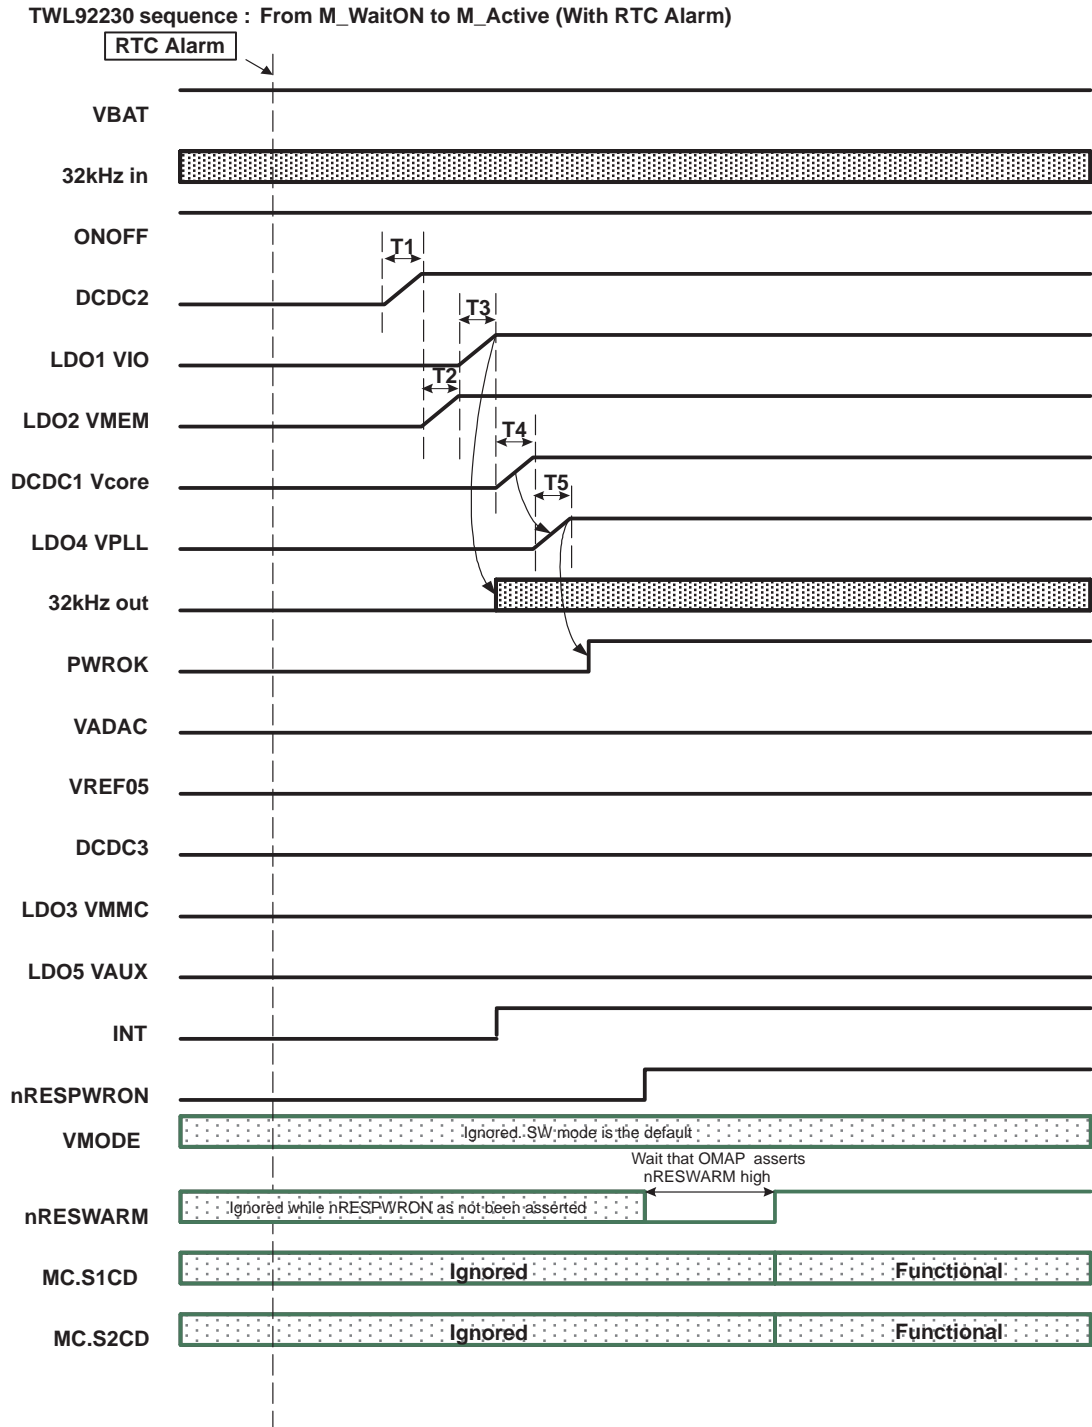 TWL92230 sequence : From M_WaitON to M_Active (With RTC Alarm)
RTC Alarm
VBAT
32kHz in
ONOFF
T1
DCDC2
T3
LDO1 VIO
T2
LDO2 VMEM
T4
DCDC1 Vcore
T5
LDO4 VPLL
32kHz out
PWROK
VADAC
VREF05
DCDC3
LDO3 VMMC
LDO5 VAUX
INT
nRESPWRON
VMODE
Ignored. SW mode is the default
Wait that OMAP asserts
nRESWARM high
nRESWARM
Ignored while nRESPWRON as not been asserted
MC.S1CD
Ignored
Functional
MC.S2CD
Ignored
Functional